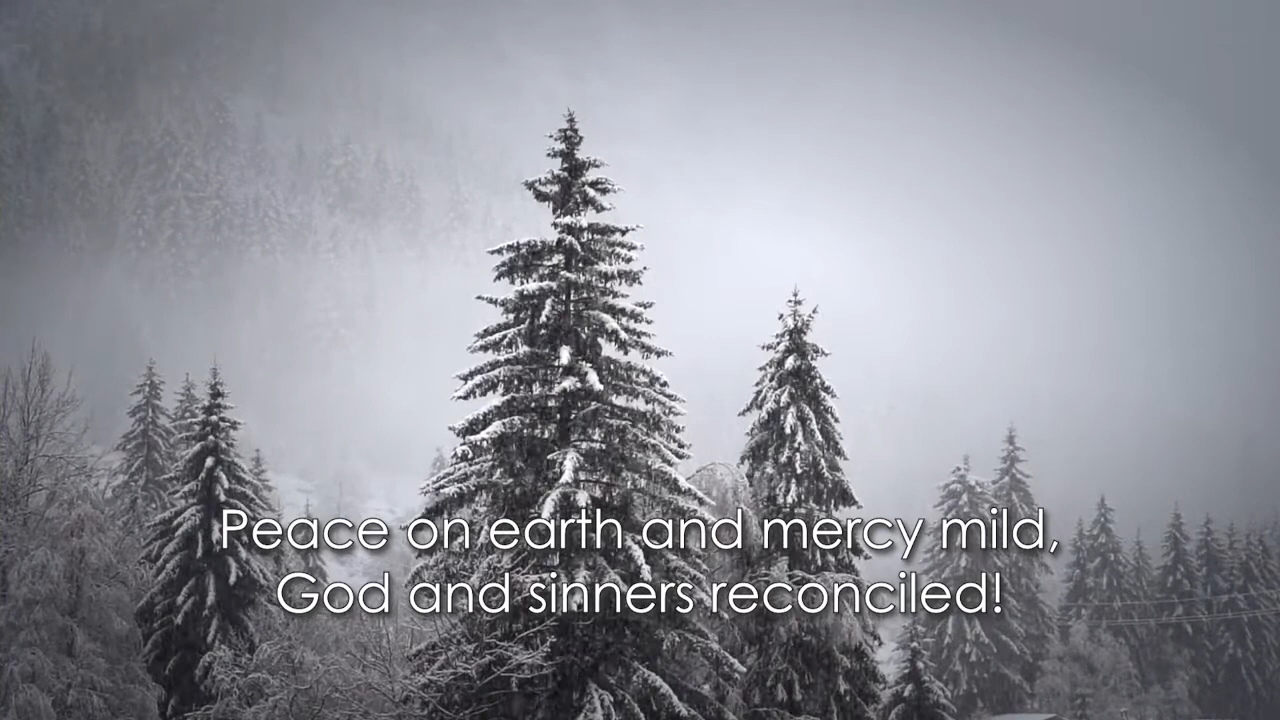 Peace on earth and mercy mild,
God and sinners reconciled!